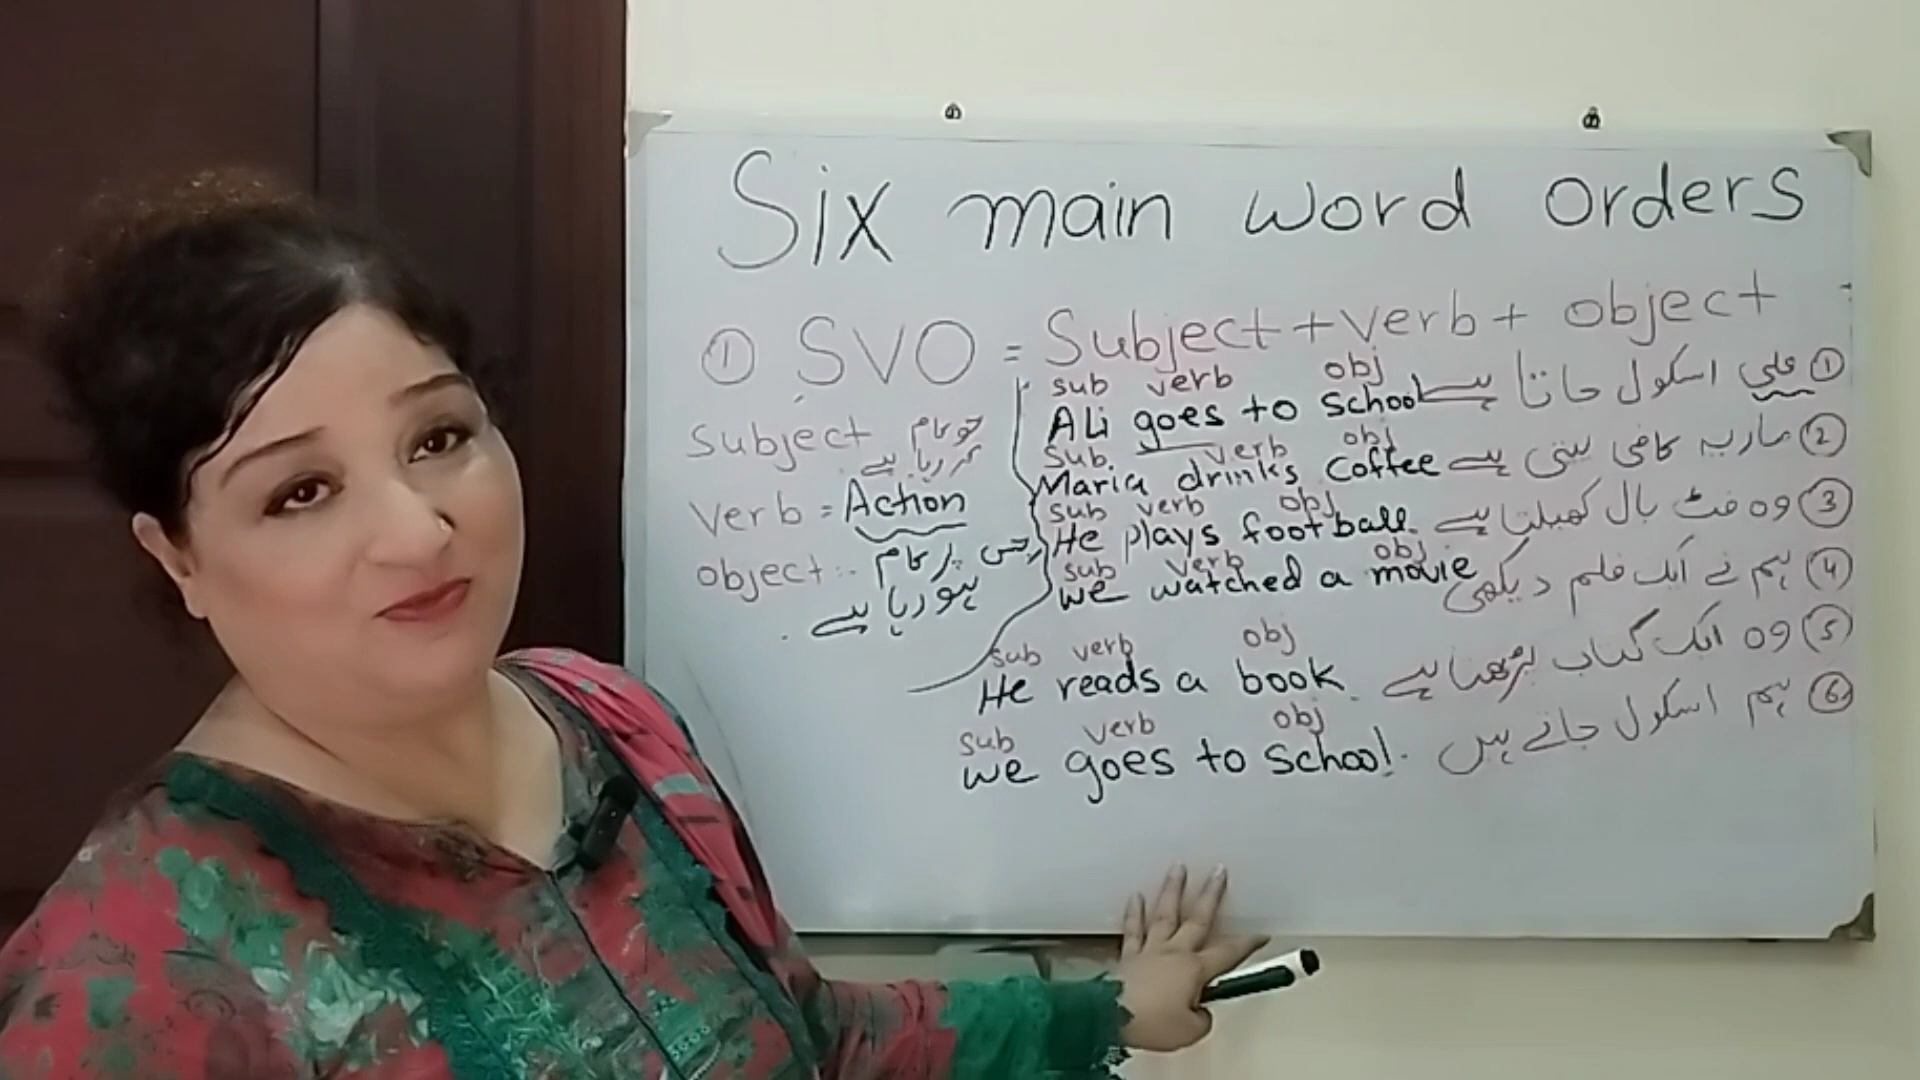 Six main word orders
① SVO = Subject + verb + object
Subject جو کام
کر رہا ہے
verb = Action
object جس پر کام
ہو رہا ہے
sub verb obj
ALi goes to school علی اسکول جاتا ہے ①
sub verb obj
Maria drinks coffee ماریہ کافی پیتی ہے ②
sub verb obj
He plays football. وہ فٹ بال کھیلتا ہے ③
sub verb obj
we watched a movie ہم نے ایک فلم دیکھی ④
sub verb obj
He reads a book. وہ ایک کتاب پڑھتا ہے ⑤
sub verb obj
we goes to school. ہم اسکول جاتے ہیں ⑥